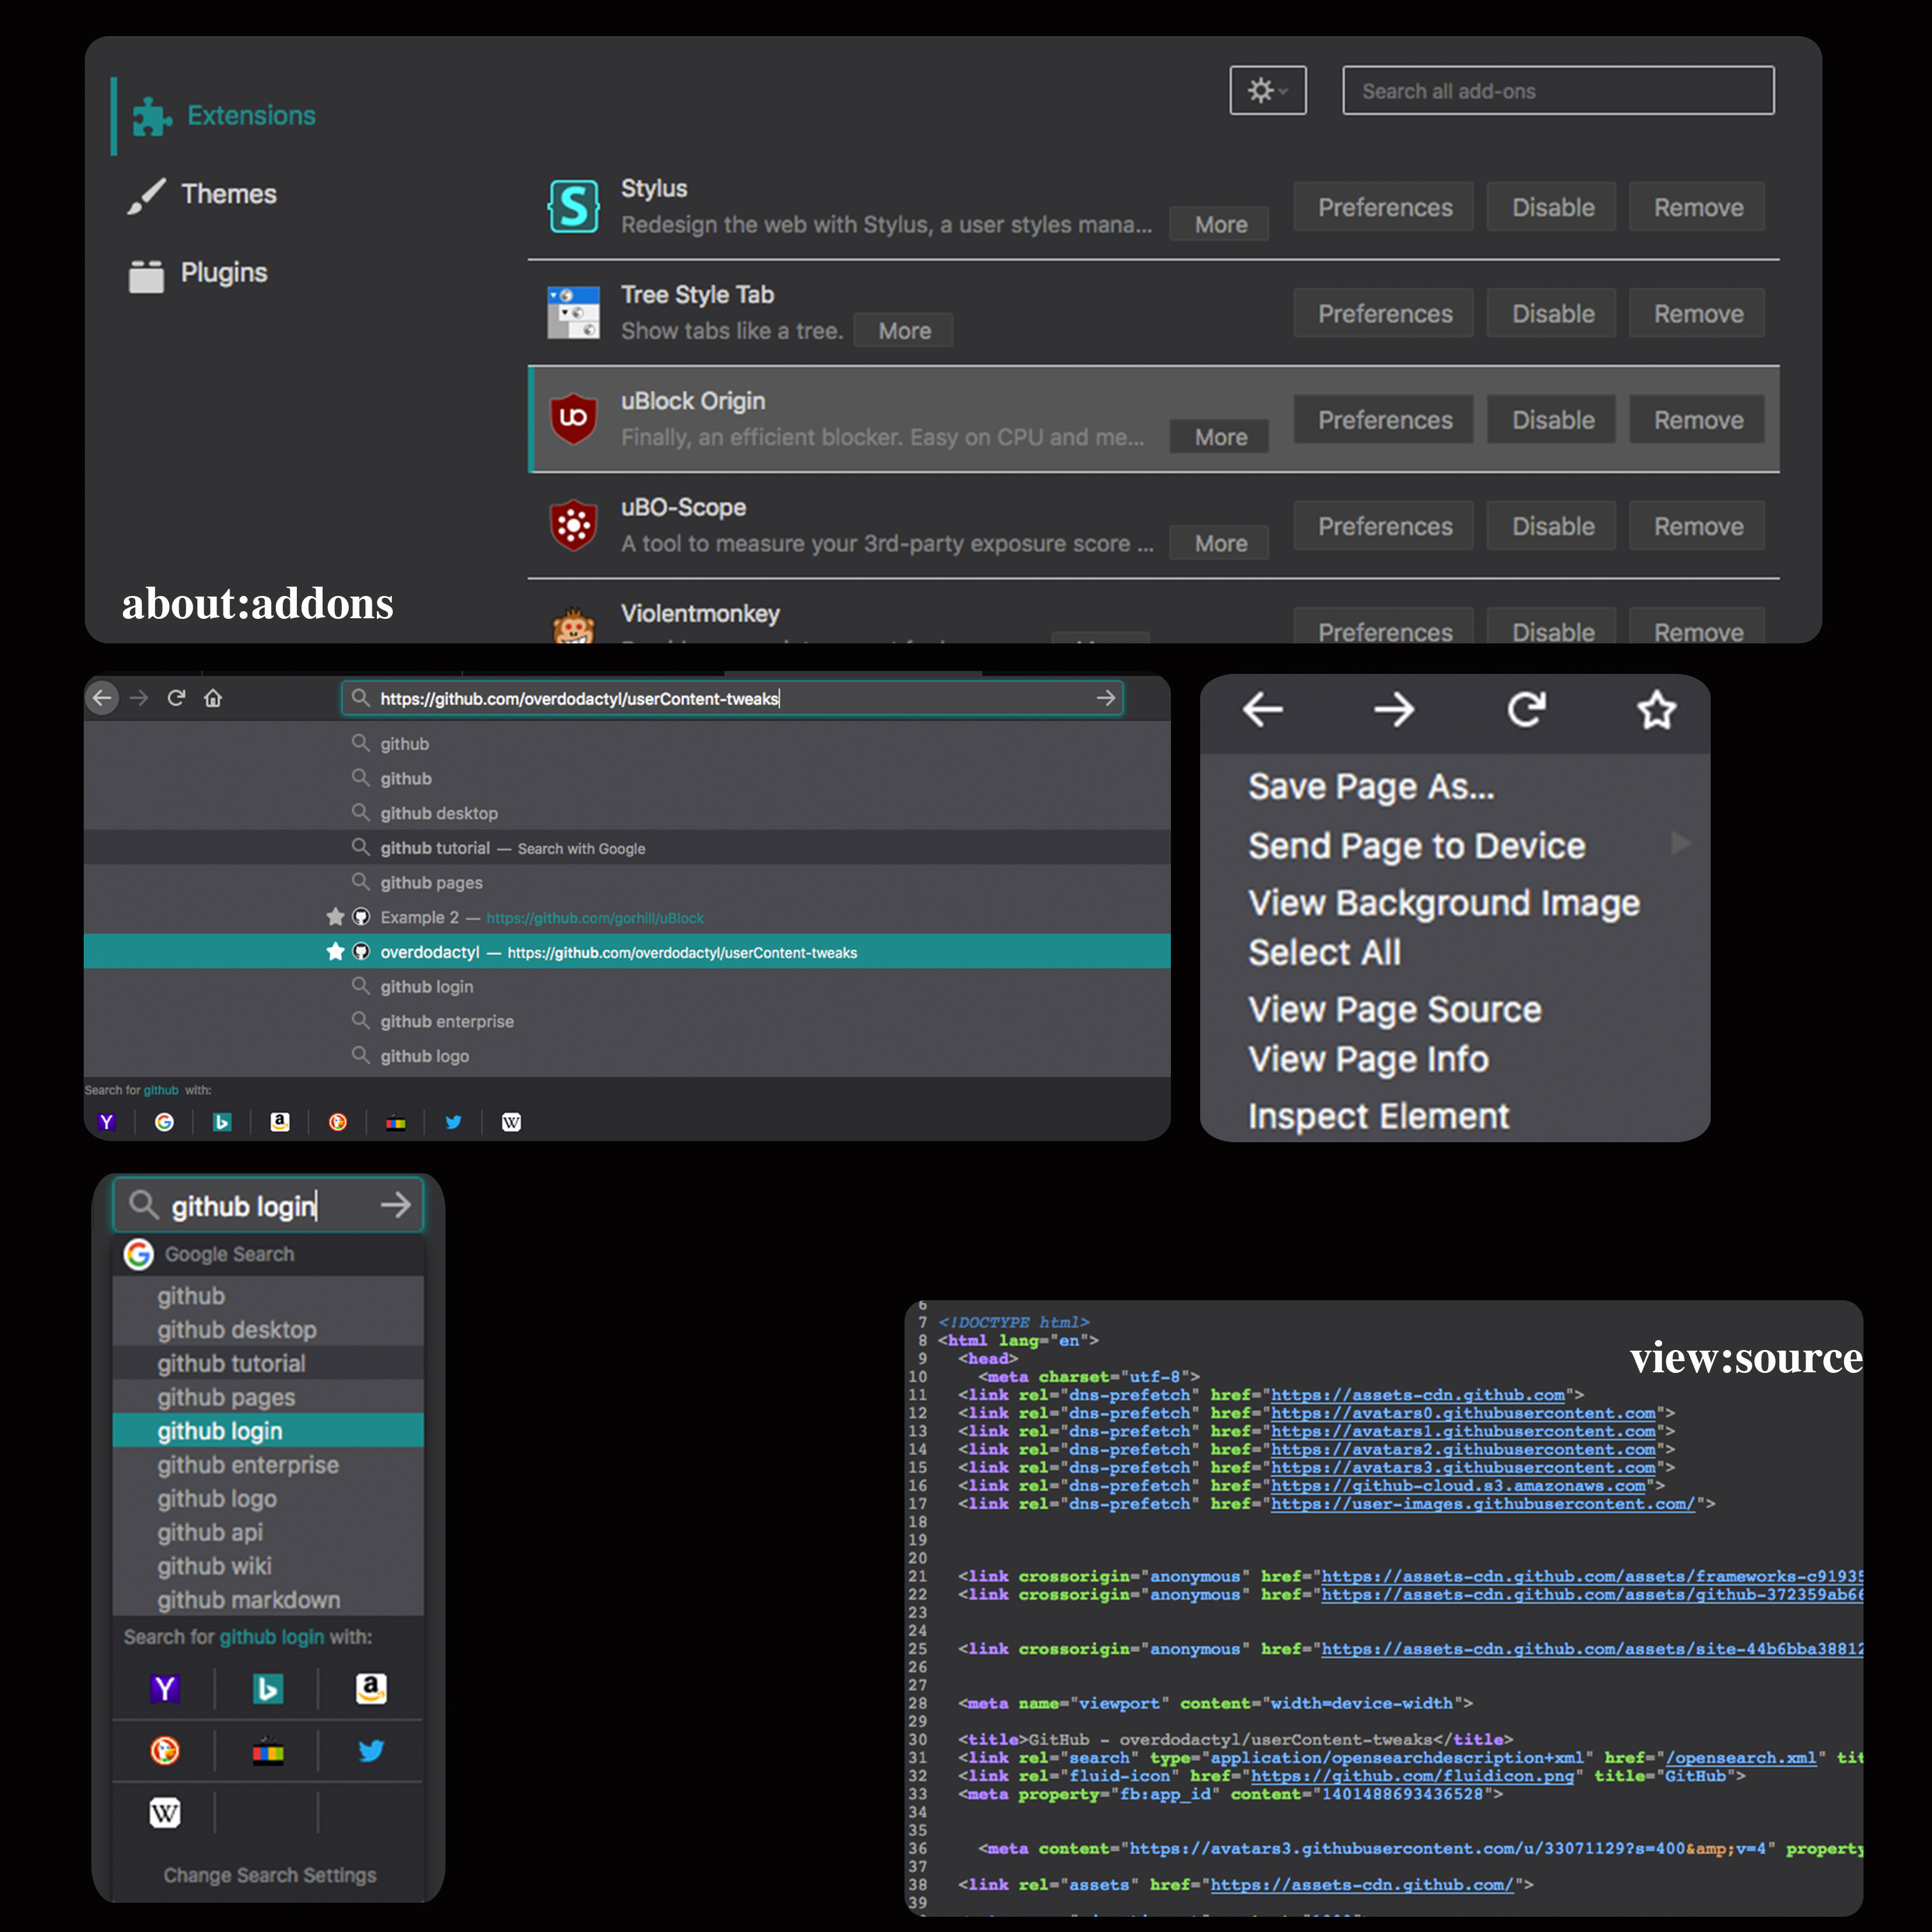 Extensions
Search all add-ons
Themes
Plugins
Stylus
Redesign the web with Stylus, a user styles mana... More
Preferences Disable Remove
Tree Style Tab
Show tabs like a tree. More
Preferences Disable Remove
uBlock Origin
Finally, an efficient blocker. Easy on CPU and me... More
Preferences Disable Remove
uBO-Scope
A tool to measure your 3rd-party exposure score ... More
Preferences Disable Remove
Violentmonkey
Preferences Disable Remove
about:addons
https://github.com/overdodactyl/userContent-tweaks
github
github
github desktop
github tutorial — Search with Google
github pages
Example 2 — https://github.com/gorhill/uBlock
overdodactyl — https://github.com/overdodactyl/userContent-tweaks
github login
github enterprise
github logo
Search for github with:
Save Page As...
Send Page to Device
View Background Image
Select All
View Page Source
View Page Info
Inspect Element
github login
Google Search
github
github desktop
github tutorial
github pages
github login
github enterprise
github logo
github api
github wiki
github markdown
Search for github login with:
Change Search Settings
view:source
6
7 <!DOCTYPE html>
8 <html lang="en">
9 <head>
10 <meta charset="utf-8">
11 <link rel="dns-prefetch" href="https://assets-cdn.github.com">
12 <link rel="dns-prefetch" href="https://avatars0.githubusercontent.com">
13 <link rel="dns-prefetch" href="https://avatars1.githubusercontent.com">
14 <link rel="dns-prefetch" href="https://avatars2.githubusercontent.com">
15 <link rel="dns-prefetch" href="https://avatars3.githubusercontent.com">
16 <link rel="dns-prefetch" href="https://github-cloud.s3.amazonaws.com">
17 <link rel="dns-prefetch" href="https://user-images.githubusercontent.com/">
18
19
20
21 <link crossorigin="anonymous" href="https://assets-cdn.github.com/assets/frameworks-c91935
22 <link crossorigin="anonymous" href="https://assets-cdn.github.com/assets/github-372359ab66
23
24
25 <link crossorigin="anonymous" href="https://assets-cdn.github.com/assets/site-44b6bba38812
26
27
28 <meta name="viewport" content="width=device-width">
29
30 <title>GitHub - overdodactyl/userContent-tweaks</title>
31 <link rel="search" type="application/opensearchdescription+xml" href="/opensearch.xml" tit
32 <link rel="fluid-icon" href="https://github.com/fluidicon.png" title="GitHub">
33 <meta property="fb:app_id" content="1401488693436528">
34
35
36 <meta content="https://avatars3.githubusercontent.com/u/33071129?s=400&amp;v=4" property
37
38 <link rel="assets" href="https://assets-cdn.github.com/">
39